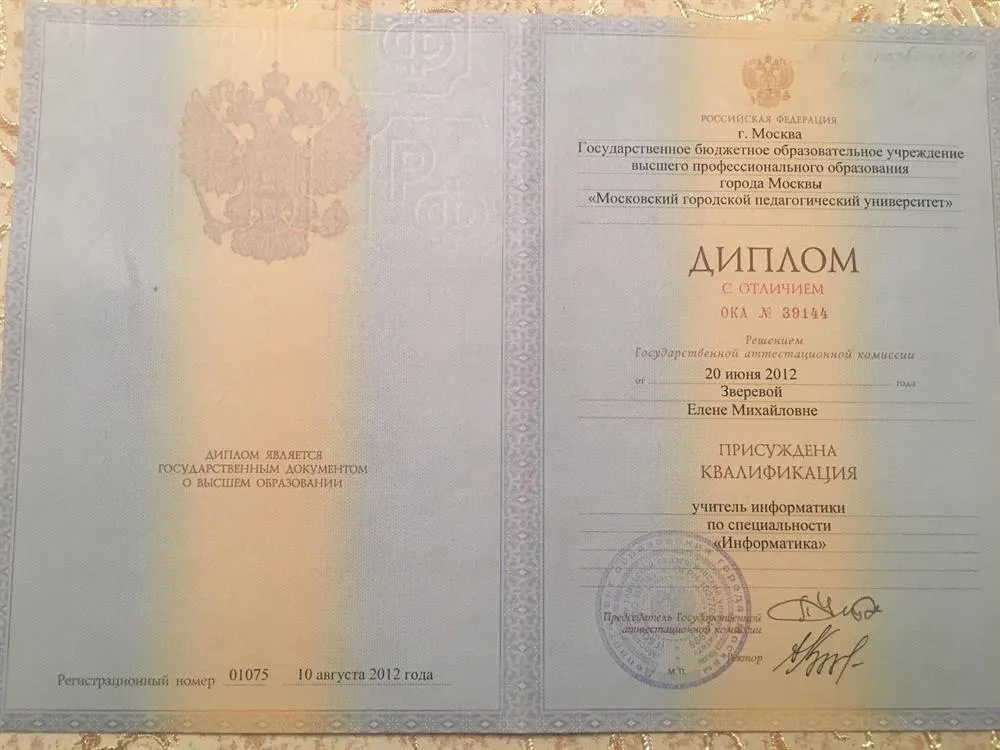 ДИПЛОМ ЯВЛЯЕТСЯ
ГОСУДАРСТВЕННЫМ ДОКУМЕНТОМ
О ВЫСШЕМ ОБРАЗОВАНИИ
Регистрационный номер 01075 10 августа 2012 года
РОССИЙСКАЯ ФЕДЕРАЦИЯ
г. Москва
Государственное бюджетное образовательное учреждение
высшего профессионального образования
города Москвы
«Московский городской педагогический университет»
ДИПЛОМ
С ОТЛИЧИЕМ
ОКА № 39144
Решением
Государственной аттестационной комиссии
от 20 июня 2012 года
Зверевой
Елене Михайловне
ПРИСУЖДЕНА
КВАЛИФИКАЦИЯ
учитель информатики
по специальности
«Информатика»
Председатель Государственной
аттестационной комиссии
Ректор
М.П.